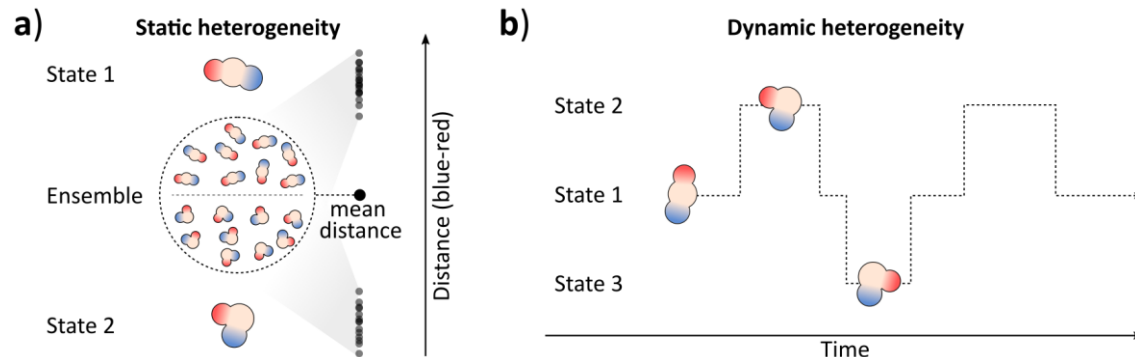 a)
Static heterogeneity
State 1
Ensemble
mean
distance
State 2
Distance (blue-red)
b)
Dynamic heterogeneity
State 2
State 1
State 3
Time